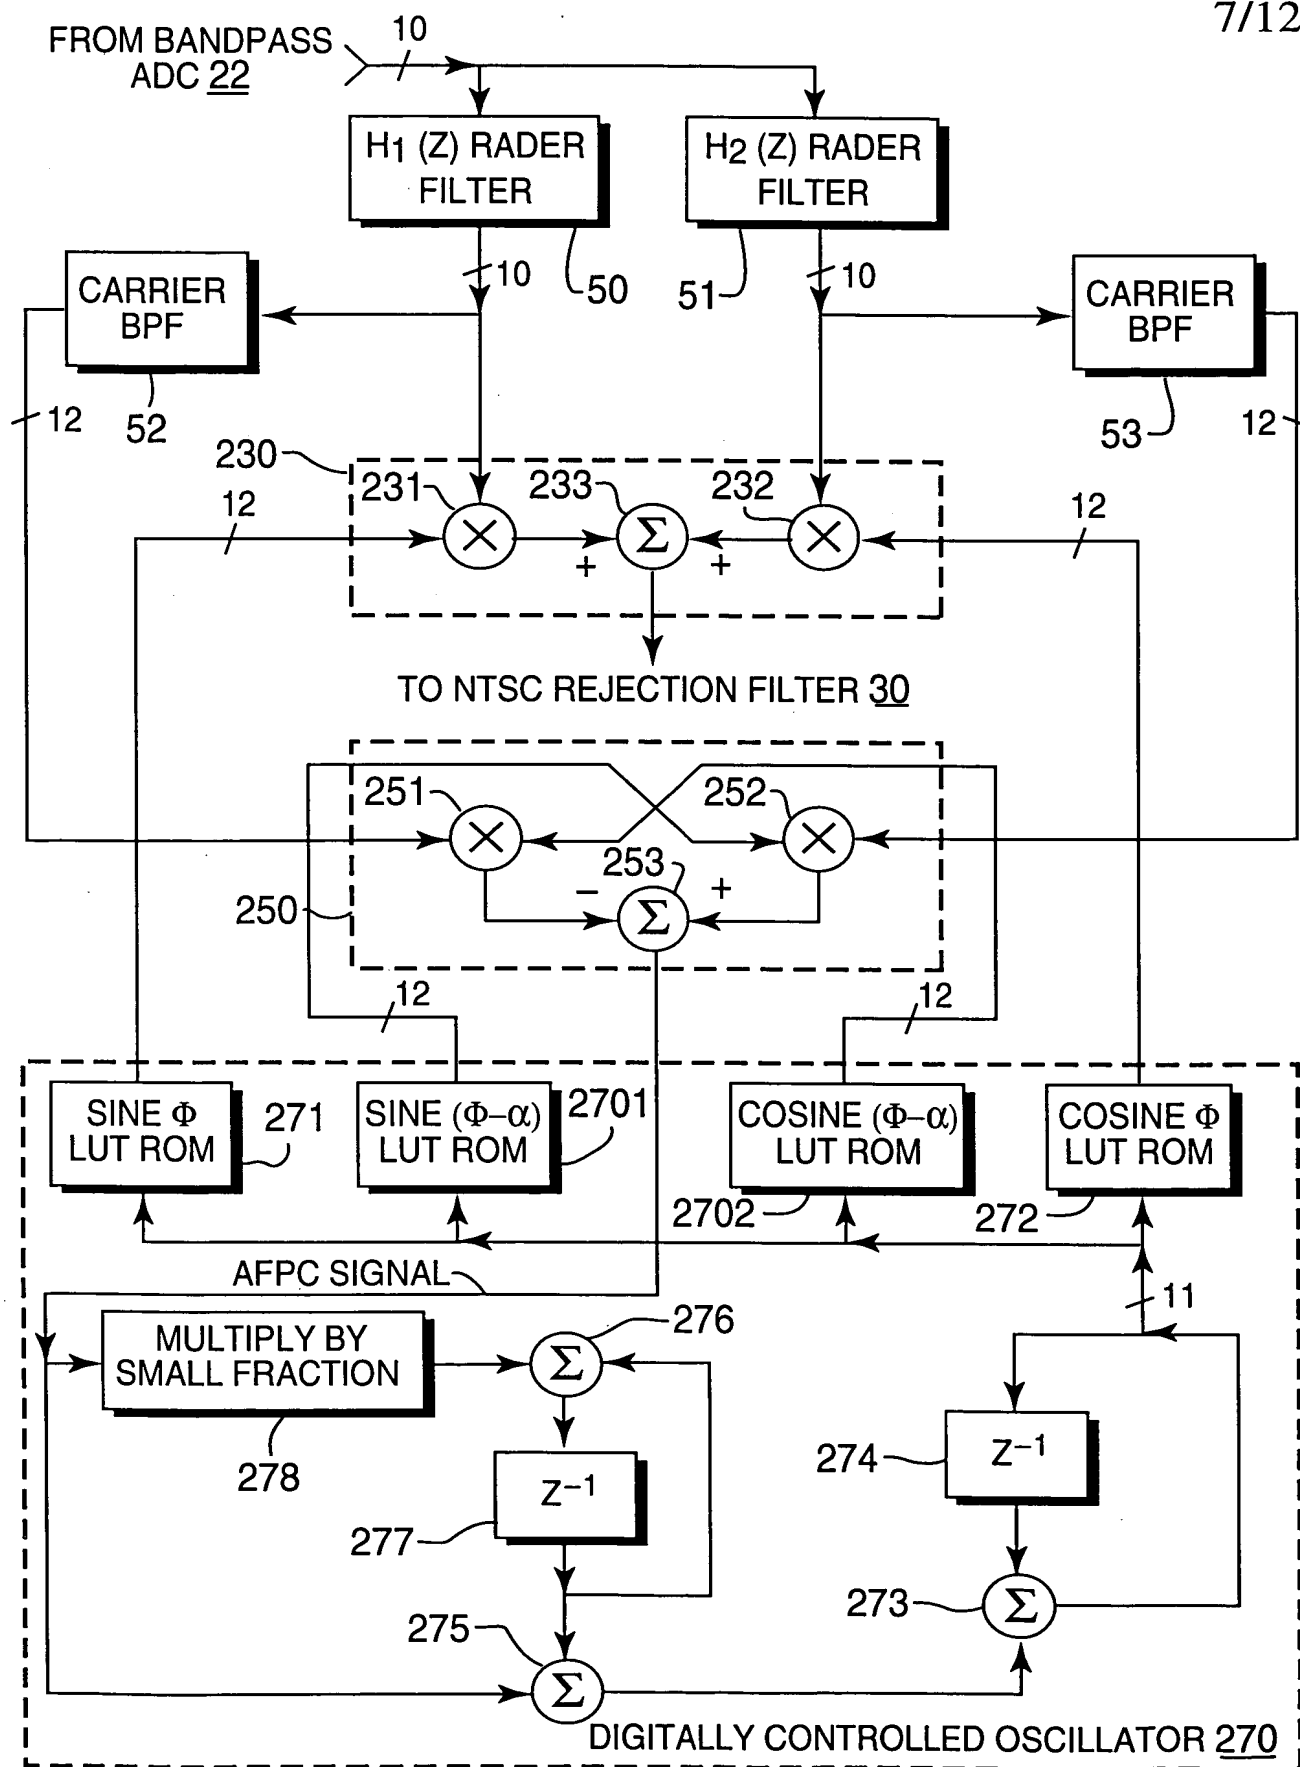 7/12
FROM BANDPASS
ADC 22
10
H1 (Z) RADER
FILTER
H2 (Z) RADER
FILTER
10
50
51
10
CARRIER
BPF
CARRIER
BPF
12
52
53
12
230
231
233
232
12
12
×
Σ
×
+
+
TO NTSC REJECTION FILTER 30
251
252
×
×
253
−
+
250
Σ
12
12
SINE Φ
LUT ROM
271
SINE (Φ−α)
LUT ROM
2701
COSINE (Φ−α)
LUT ROM
COSINE Φ
LUT ROM
2702
272
AFPC SIGNAL
11
MULTIPLY BY
SMALL FRACTION
276
Σ
278
Z−1
274
Z−1
277
273
Σ
275
Σ
DIGITALLY CONTROLLED OSCILLATOR 270